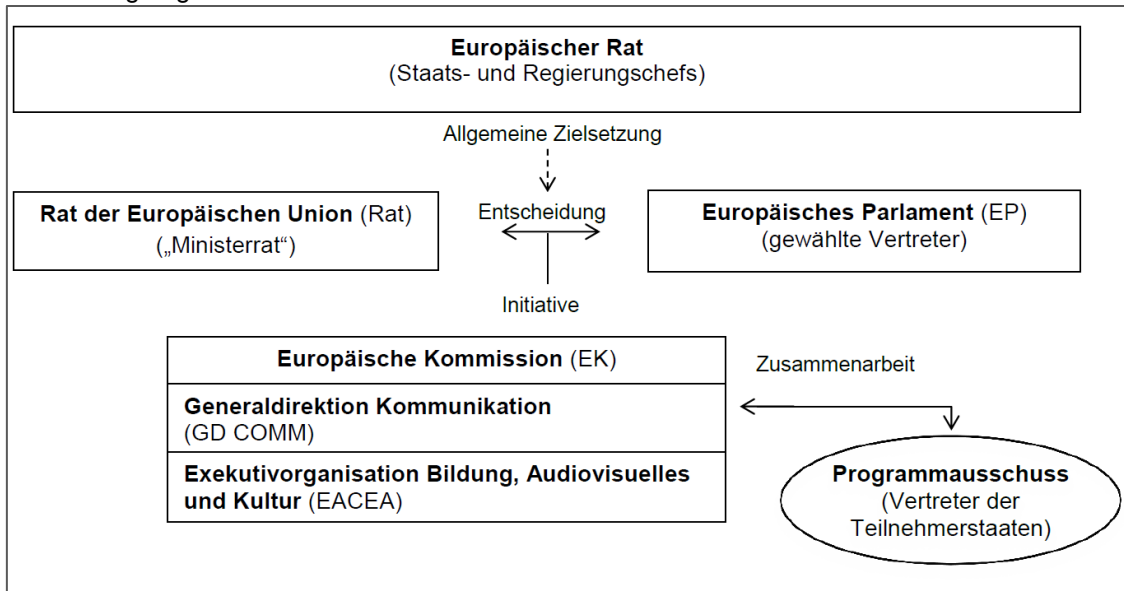 Europäischer Rat
(Staats- und Regierungschefs)
Allgemeine Zielsetzung
Rat der Europäischen Union (Rat)
(„Ministerrat“)
Entscheidung
Europäisches Parlament (EP)
(gewählte Vertreter)
Initiative
Europäische Kommission (EK)
Generaldirektion Kommunikation
(GD COMM)
Exekutivorganisation Bildung, Audiovisuelles
und Kultur (EACEA)
Zusammenarbeit
Programmausschuss
(Vertreter der
Teilnehmerstaaten)